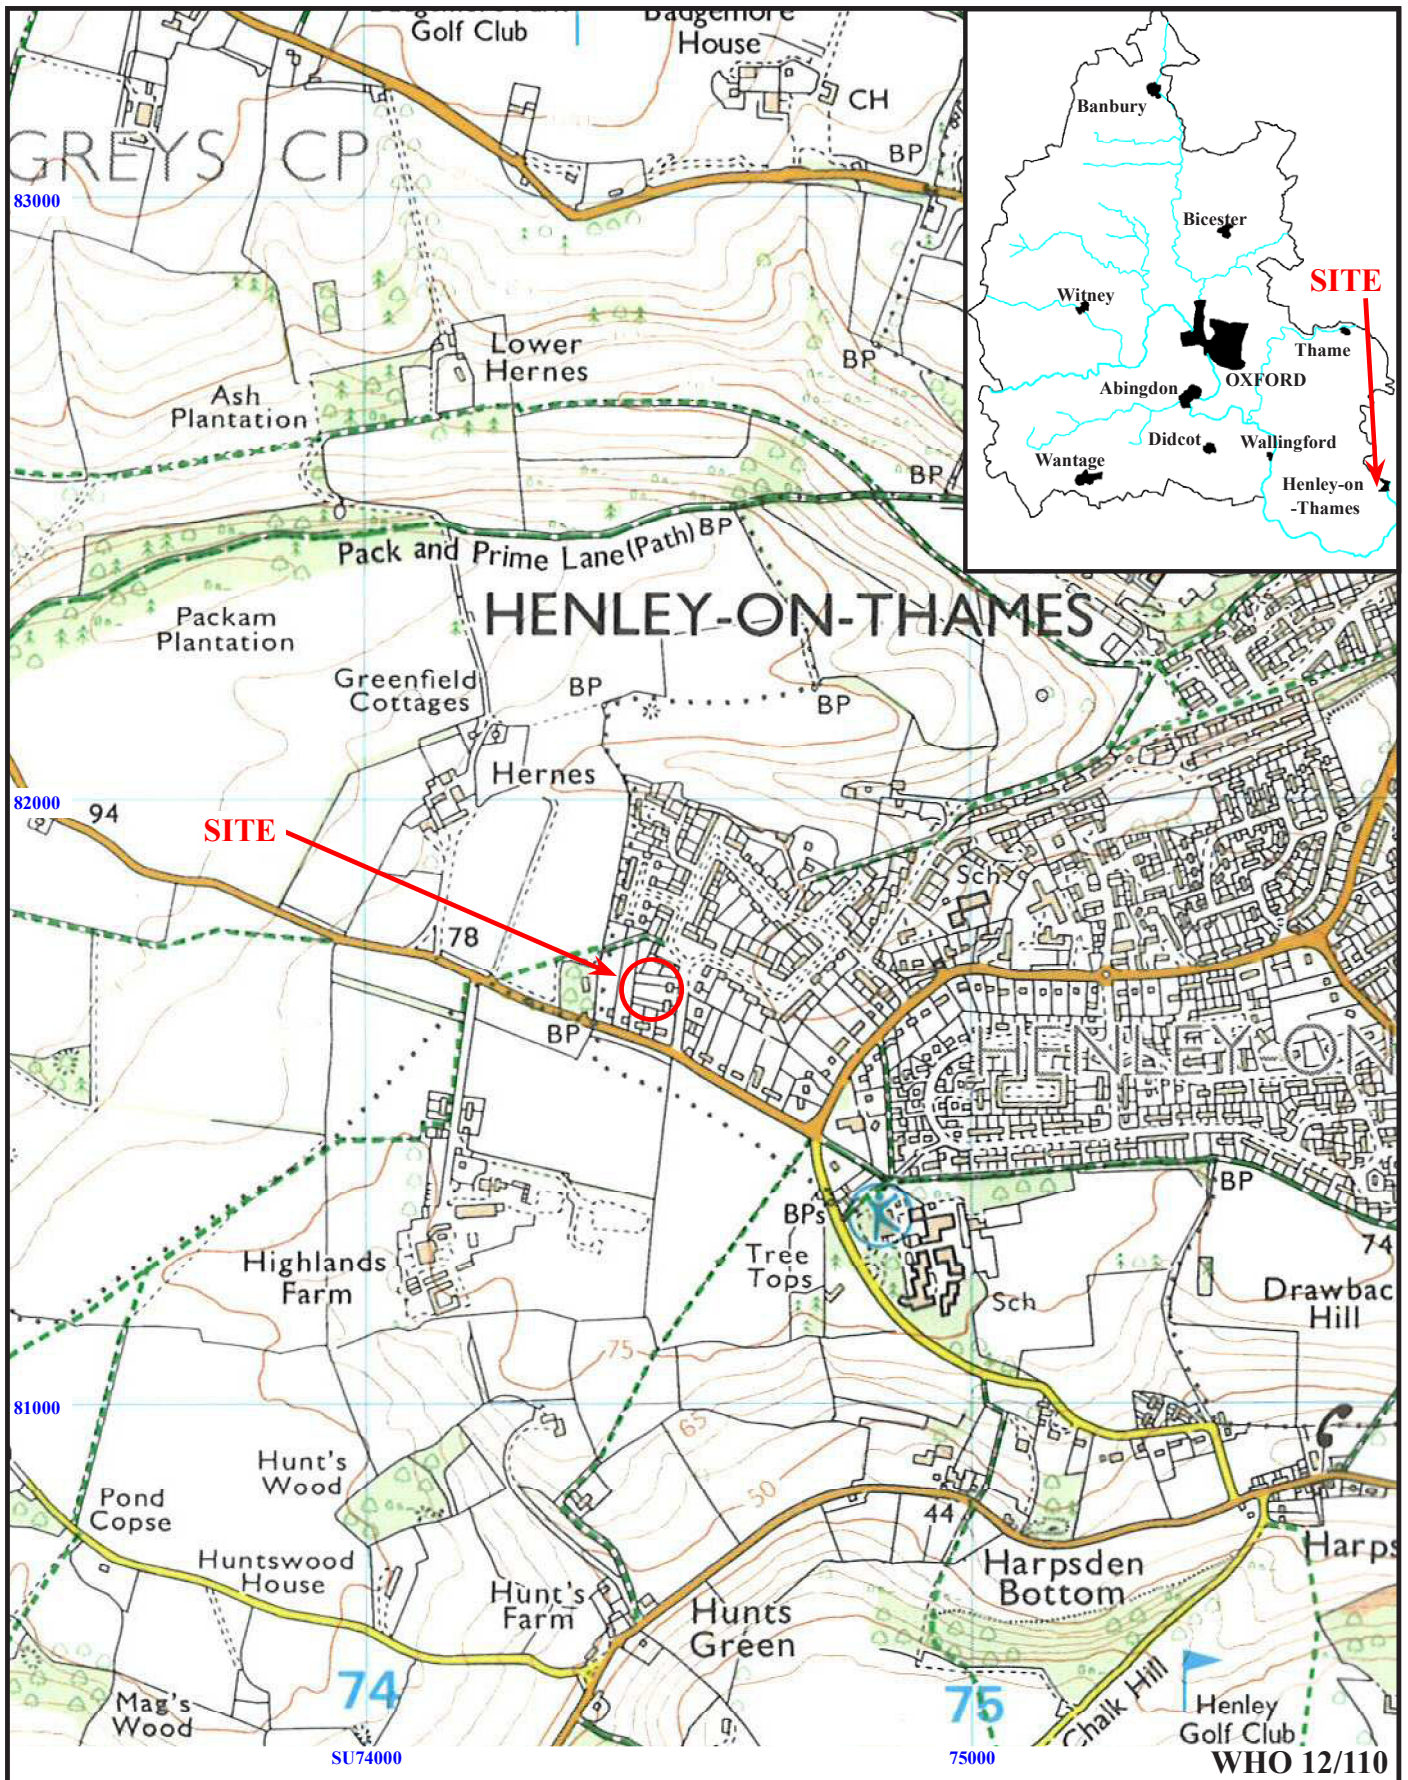 Golf Club
Badgemore
House
CH
BP
GREYS CP
83000
Banbury
Bicester
Witney
SITE
Thame
OXFORD
Abingdon
Didcot
Wallingford
Wantage
Henley-on
-Thames
Lower
Hernes
BP
Ash
Plantation
BP
Pack and Prime Lane (Path)
BP
HENLEY-ON-THAMES
Packam
Plantation
Greenfield
Cottages
BP
BP
Hernes
82000
94
SITE
Sch
78
BP
HENLEY-ON
BP
BPs
74
Tree
Tops
Highlands
Farm
Sch
Drawbac
Hill
75
81000
65
Hunt's
Wood
50
Pond
Copse
44
Harps
Huntswood
House
Harpsden
Bottom
Hunt's
Farm
Hunts
Green
74
75
Chalk Hill
Mag's
Wood
Henley
Golf Club
SU74000
75000
WHO 12/110